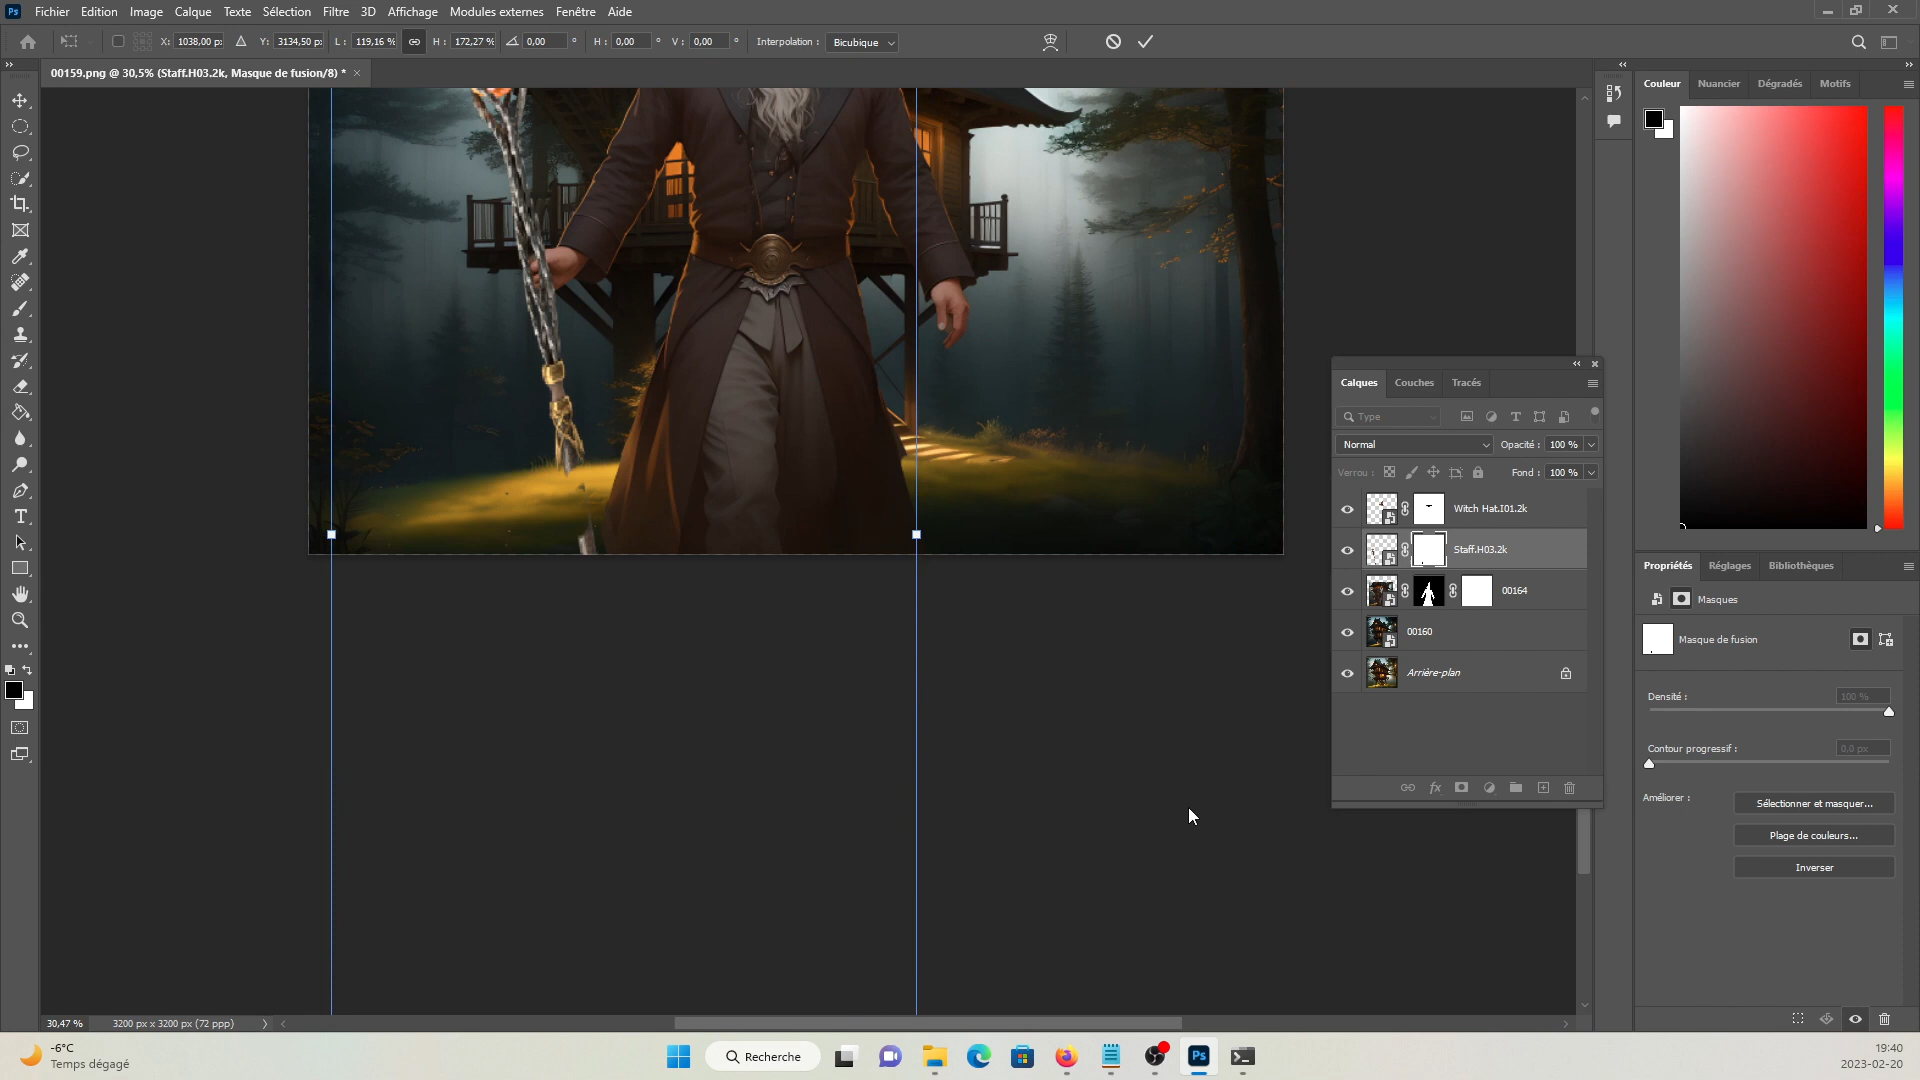 Ps Fichier Edition Image Calque Texte Sélection Filtre 3D Affichage Modules externes Fenêtre Aide
X: 1038,00 p Y: 3134,50 p L : 119,16 % H : 172,27 % 0,00 ° H : 0,00 ° V : 0,00 ° Interpolation : Bicubique
00159.png @ 30,5% (Staff.H03.2k, Masque de fusion/8) * ×
Couleur Nuancier Dégradés Motifs
Calques Couches Tracés
Type
Normal Opacité : 100 %
Verrou : Fond : 100 %
Witch Hat.I01.2k
Staff.H03.2k
00164
00160
Arrière-plan
Propriétés Réglages Bibliothèques
Masques
Masque de fusion
Densité : 100 %
Contour progressif : 0,0 px
Améliorer : Sélectionner et masquer...
Plage de couleurs...
Inverser
30,47 % 3200 px x 3200 px (72 ppp)
-6°C
Temps dégagé
Recherche
Ps
19:40
2023-02-20